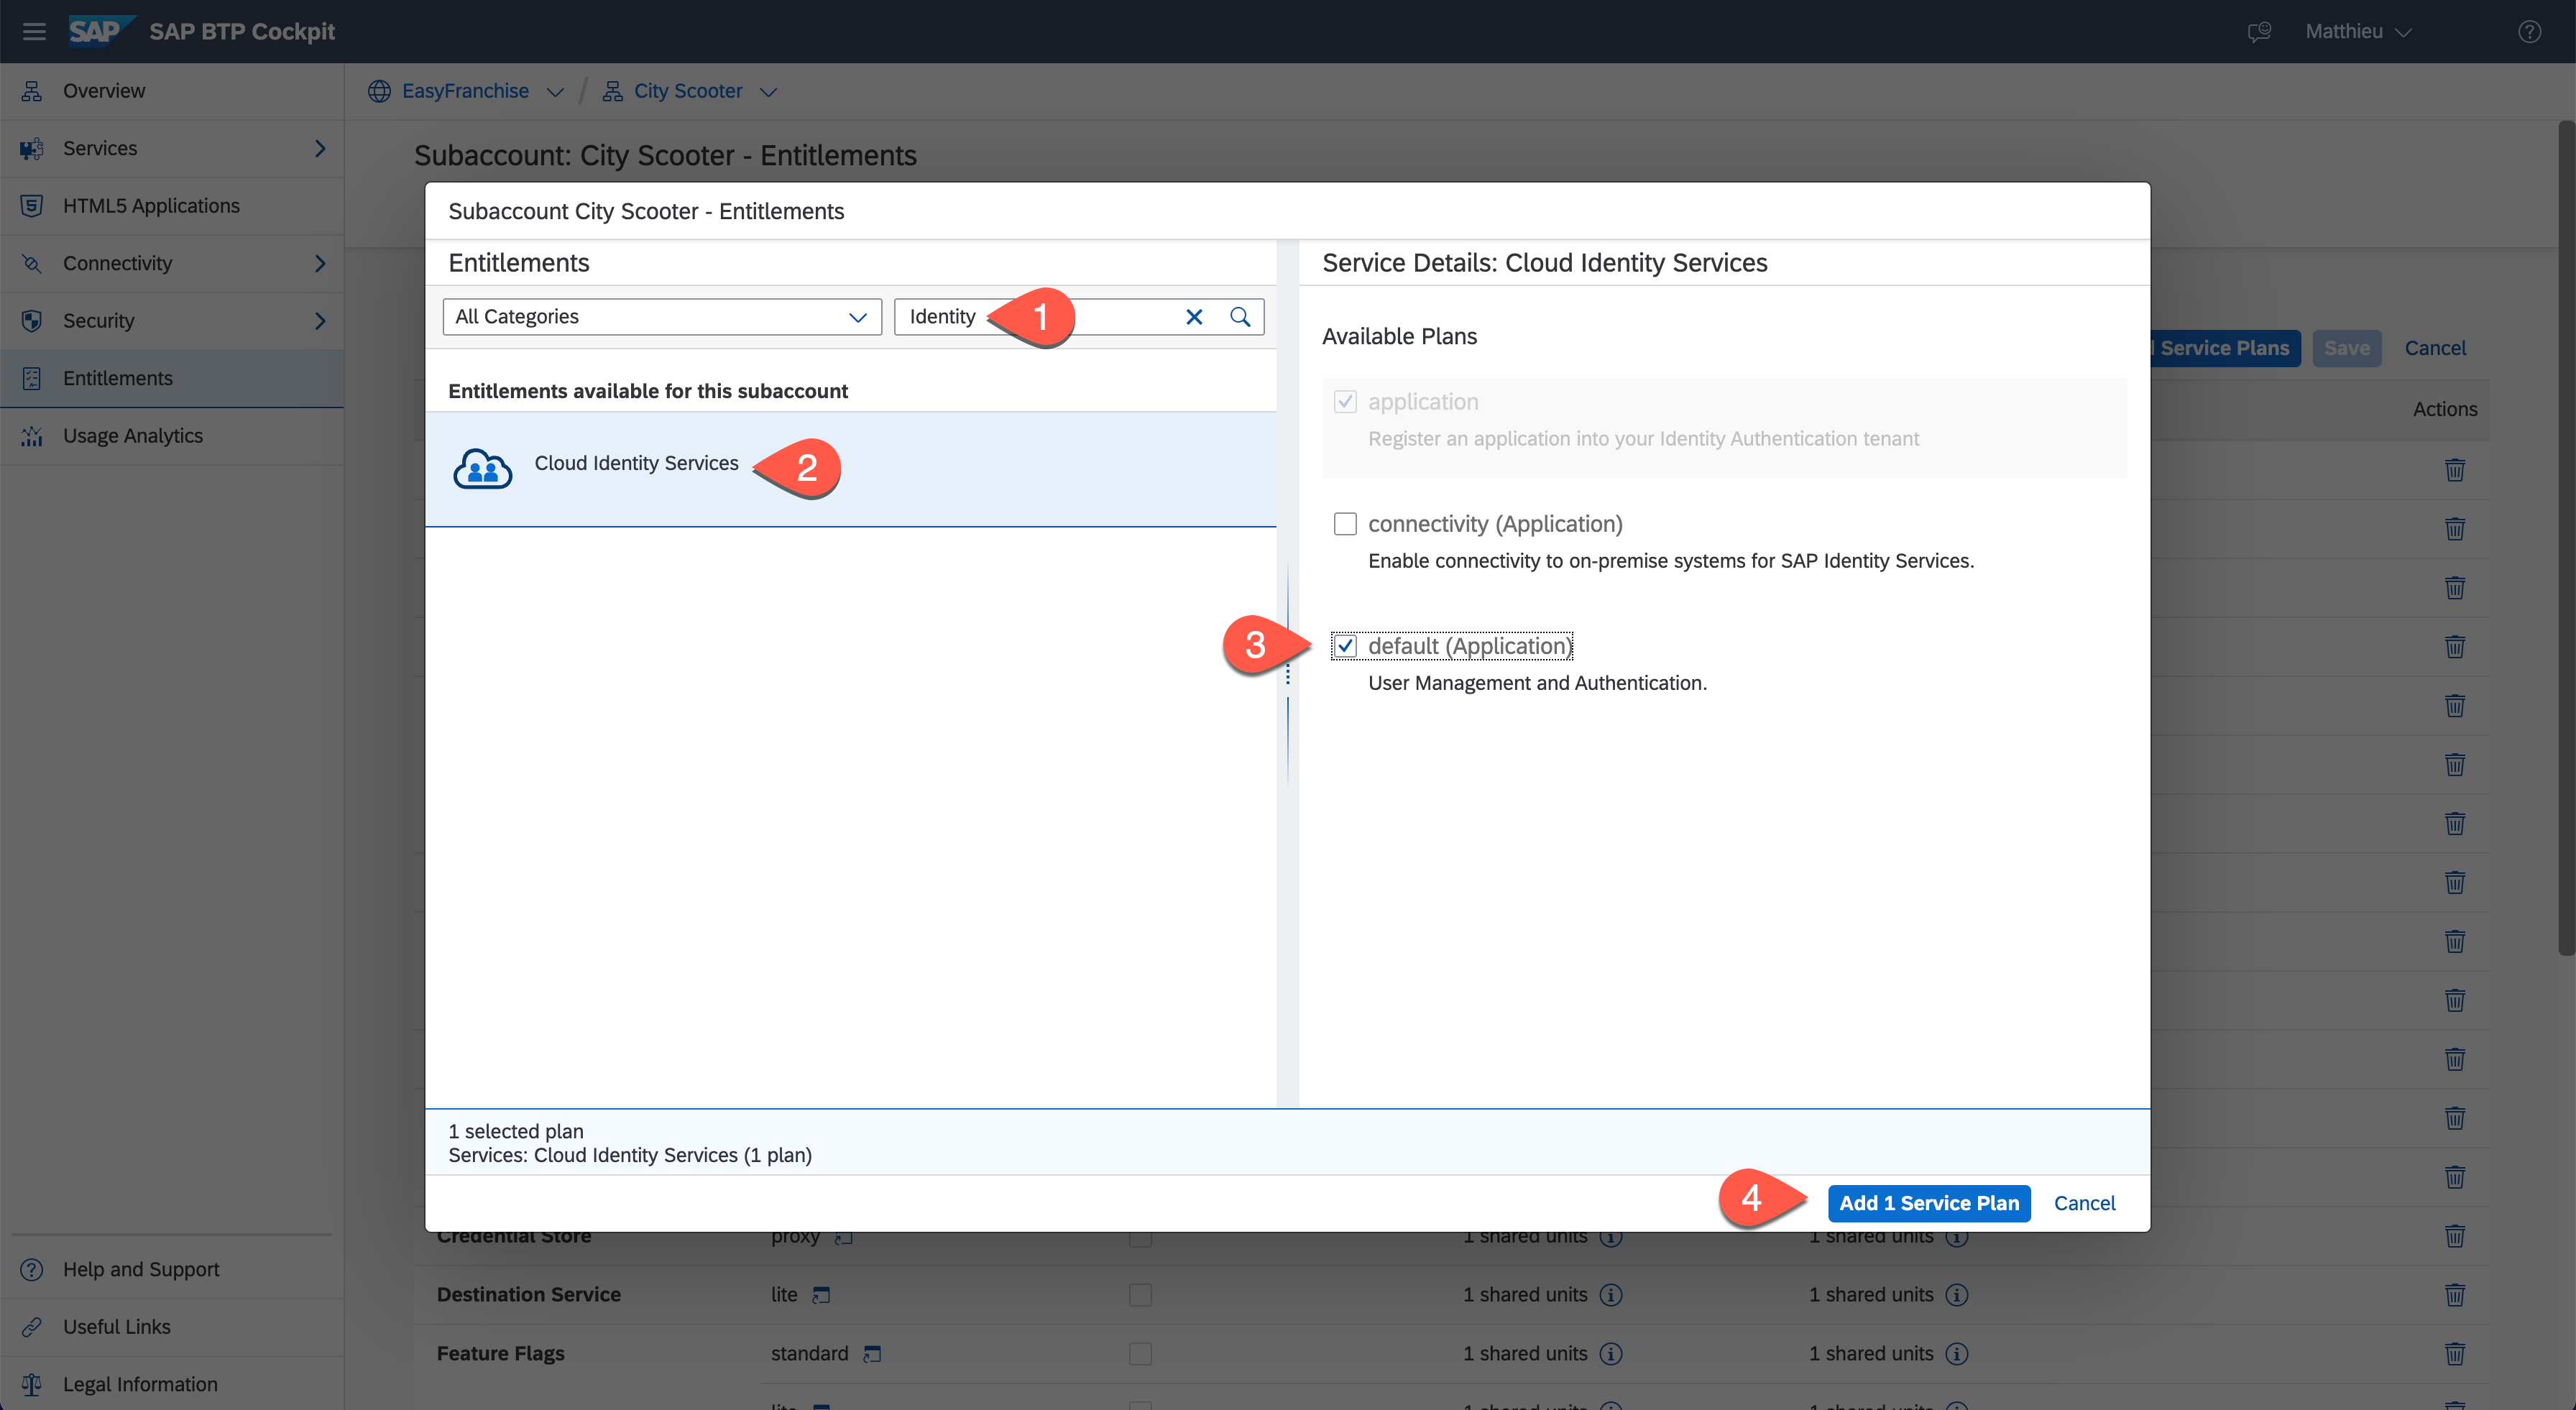 SAP SAP BTP Cockpit
Matthieu
Overview
Services
HTML5 Applications
Connectivity
Security
Entitlements
Usage Analytics
Help and Support
Useful Links
Legal Information
EasyFranchise / City Scooter
Subaccount: City Scooter - Entitlements
Service Plans Save Cancel
Actions
Subaccount City Scooter - Entitlements
Entitlements
All Categories
Identity
1
Entitlements available for this subaccount
Cloud Identity Services
2
Service Details: Cloud Identity Services
Available Plans
application
Register an application into your Identity Authentication tenant
connectivity (Application)
Enable connectivity to on-premise systems for SAP Identity Services.
3
default (Application)
User Management and Authentication.
1 selected plan
Services: Cloud Identity Services (1 plan)
4
Add 1 Service Plan Cancel
Credential Store proxy 1 shared units 1 shared units
Destination Service lite 1 shared units 1 shared units
Feature Flags standard 1 shared units 1 shared units